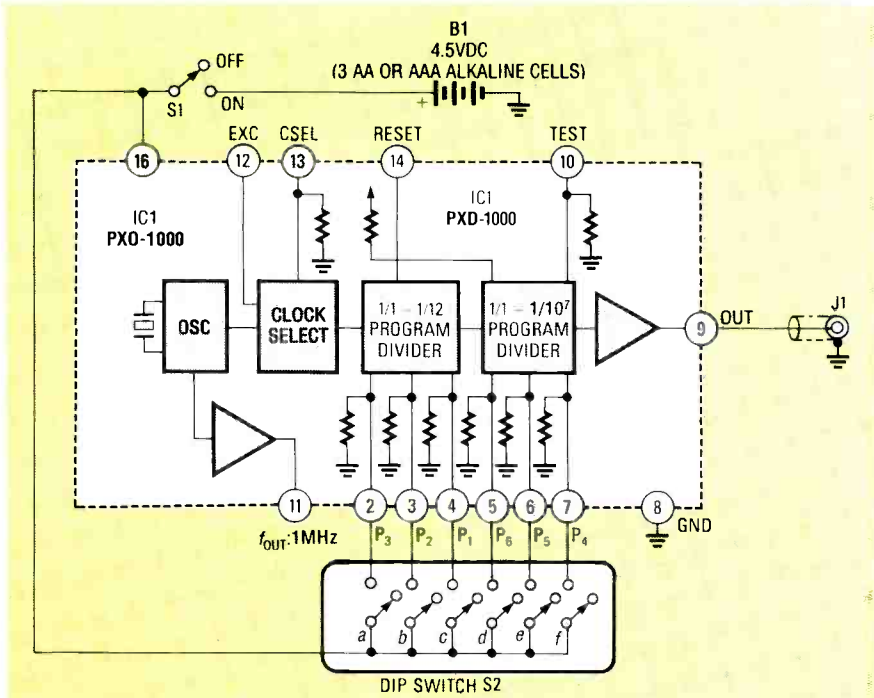 B1
4.5VDC
(3 AA OR AAA ALKALINE CELLS)
OFF
S1
ON
+
EXC CSEL RESET TEST
16 12 13 14 10
IC1
PXO-1000
IC1
PXD-1000
OSC
CLOCK
SELECT
1/1 – 1/12
PROGRAM
DIVIDER
1/1 – 1/10⁷
PROGRAM
DIVIDER
9 OUT
J1
11 2 3 4 5 6 7 8 GND
fOUT:1MHz P3 P2 P1 P6 P5 P4
a b c d e f
DIP SWITCH S2